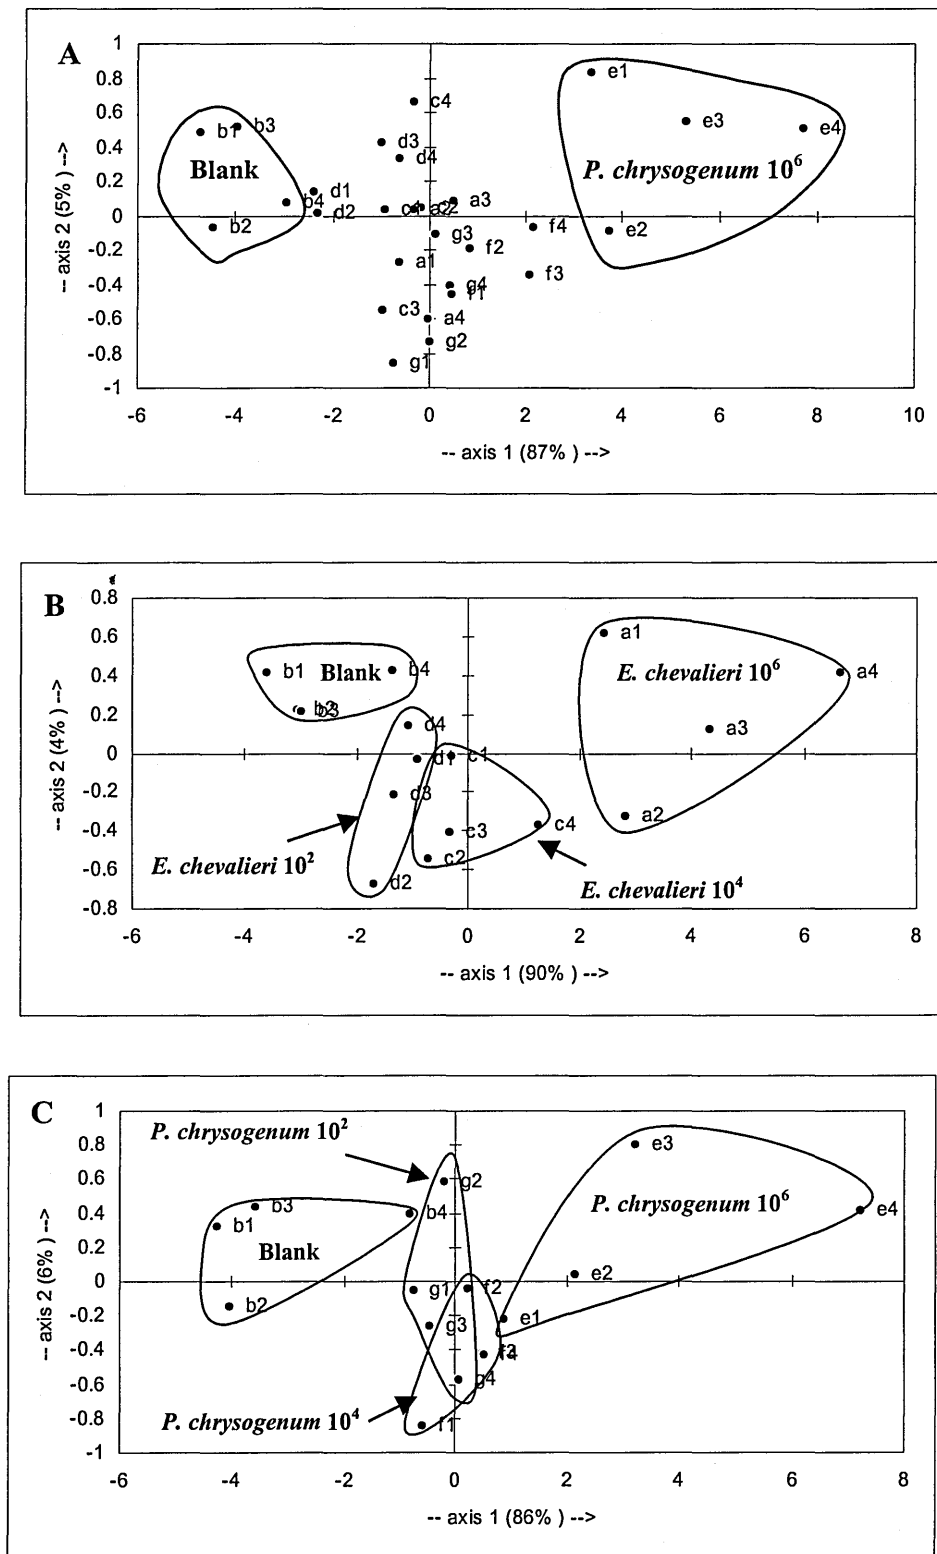 A
1
0.8
0.6
0.4
0.2
0
-0.2
-0.4
-0.6
-0.8
-1
-- axis 2 (5% ) -->
e1
c4
e3
e4
b1
b3
d3
d4
Blank
P. chrysogenum 10⁶
d1
b4
d2
a3
b2
g3
f4
e2
f2
a1
f3
g4
f1
c3
a4
g2
g1
-6 -4 -2 0 2 4 6 8 10
-- axis 1 (87% ) -->
B
0.8
0.6
0.4
0.2
0
-0.2
-0.4
-0.6
-0.8
-- axis 2 (4% ) -->
a1
b1
Blank
b4
E. chevalieri 10⁶
a4
b2
b3
d4
a3
d1
c1
d3
a2
c3
c4
E. chevalieri 10²
c2
d2
E. chevalieri 10⁴
-6 -4 -2 0 2 4 6 8
-- axis 1 (90% ) -->
C
1
0.8
0.6
0.4
0.2
0
-0.2
-0.4
-0.6
-0.8
-1
-- axis 2 (6% ) -->
P. chrysogenum 10²
e3
g2
P. chrysogenum 10⁶
b3
b4
e4
b1
Blank
e2
g1
f2
b2
e1
g3
g4
P. chrysogenum 10⁴
f1
-6 -4 -2 0 2 4 6 8
-- axis 1 (86% ) -->